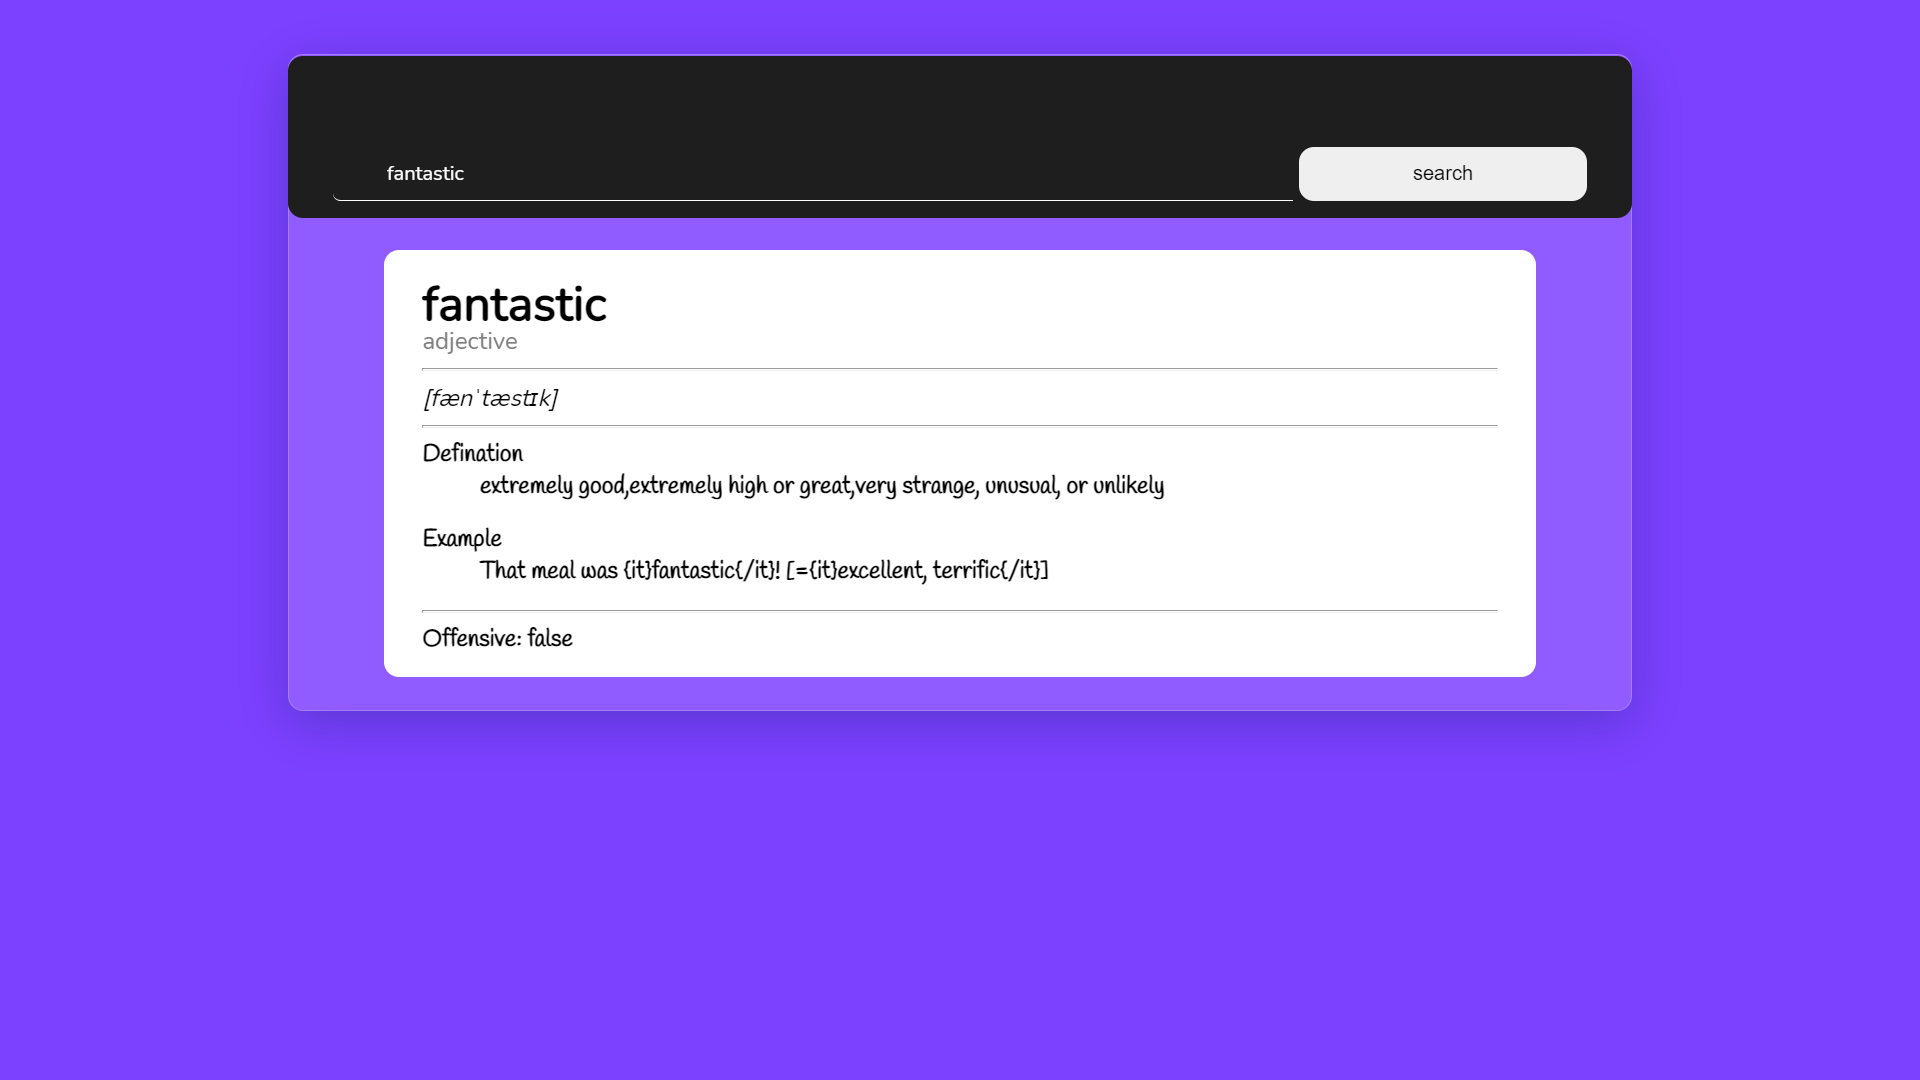 fantastic
search
fantastic
adjective
[fænˈtæstɪk]
Defination
extremely good,extremely high or great,very strange, unusual, or unlikely
Example
That meal was {it}fantastic{/it}! [={it}excellent, terrific{/it}]
Offensive: false